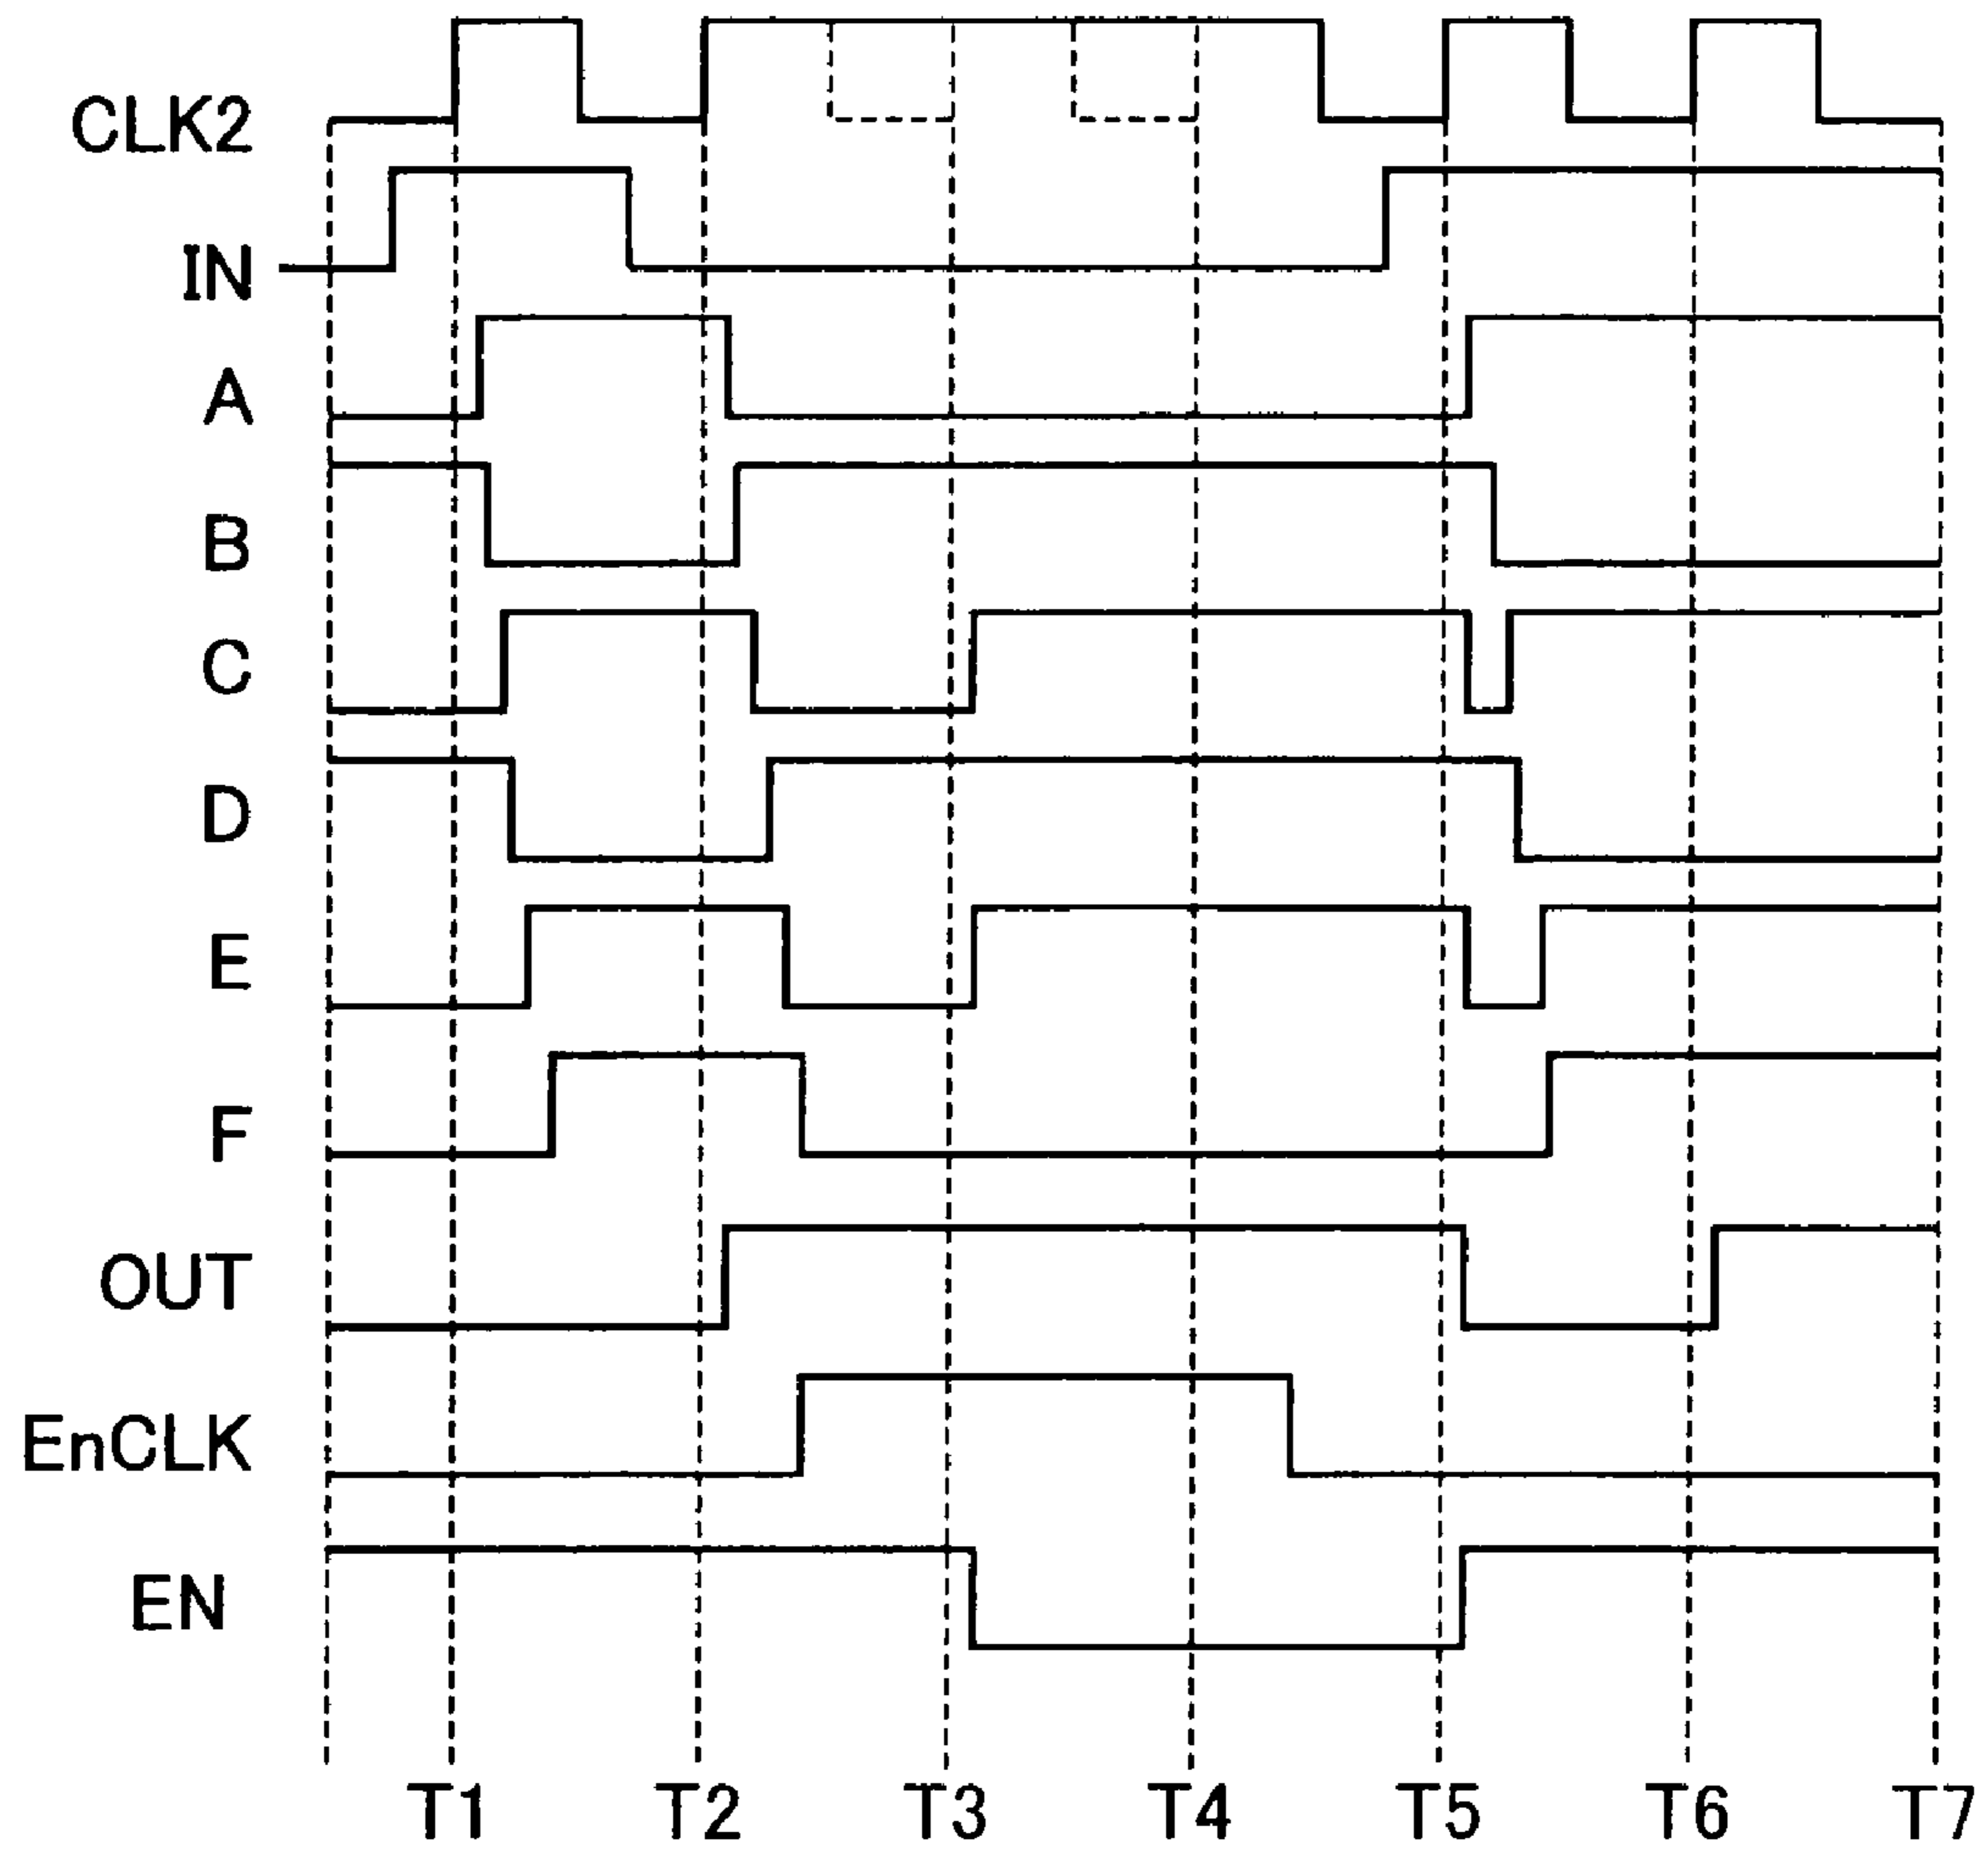 CLK2
IN
A
B
C
D
E
F
OUT
EnCLK
EN
T1 T2 T3 T4 T5 T6 T7